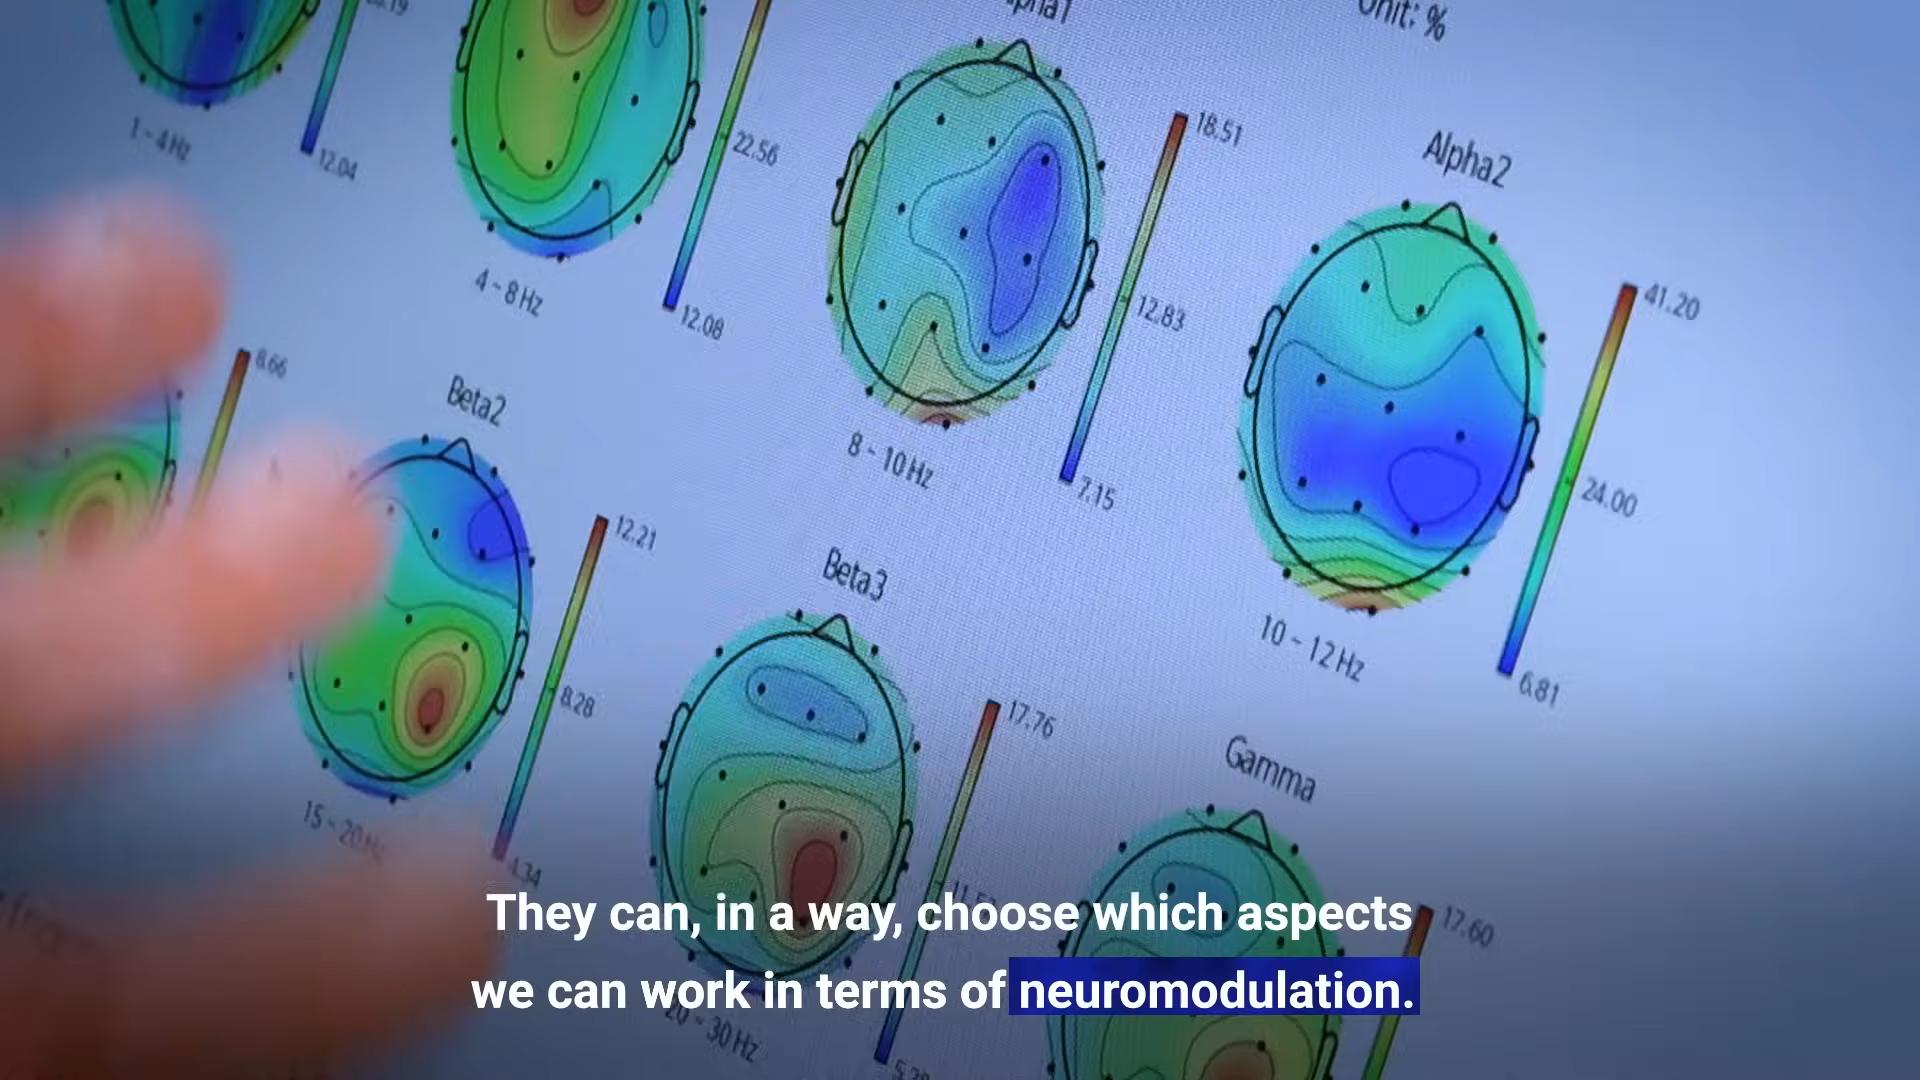 Unit: %
1 ~ 4 Hz
12.04
22.56
4 ~ 8 Hz
12.08
18.51
12.83
8 ~ 10 Hz
7.15
Alpha2
41.20
24.00
10 ~ 12 Hz
6.81
8.66
Beta2
12.21
8.28
15 ~ 20 Hz
Beta3
17.76
20 ~ 30 Hz
Gamma
17.60
They can, in a way, choose which aspects
we can work in terms of neuromodulation.